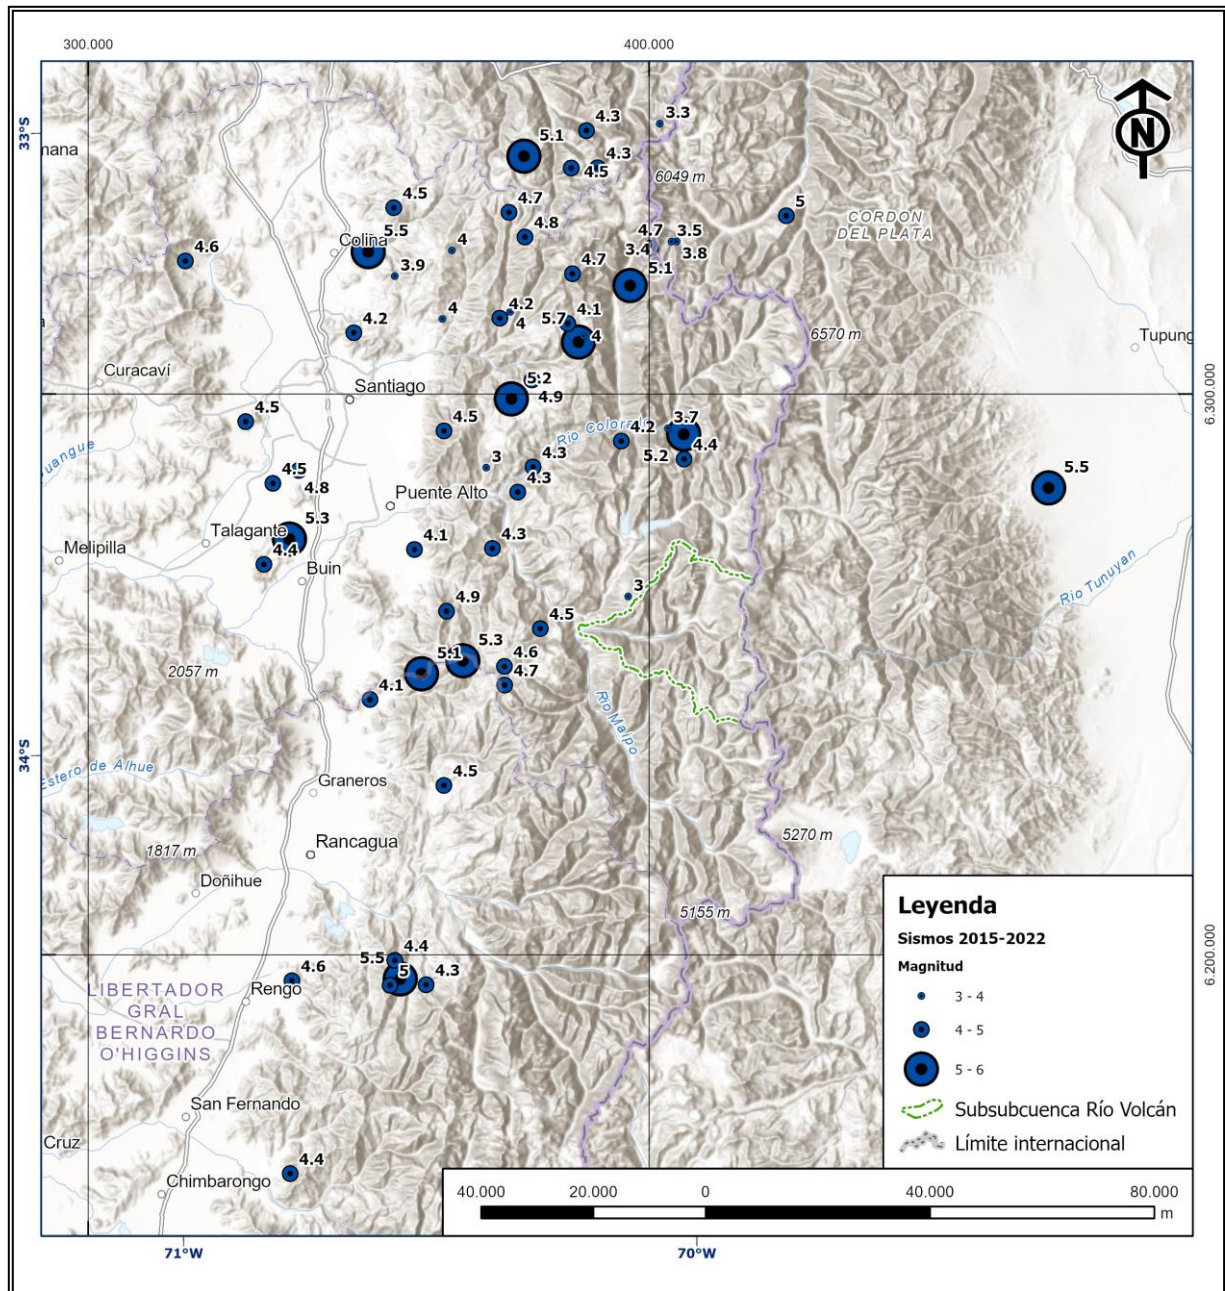 300.000
400.000
33°S
N
mana
4.3
3.3
5.1
4.3
4.5
6049 m
4.5
4.7
5
CORDON
DEL PLATA
4.8
4.7
3.5
5.5
Colina
4
3.4
3.8
4.6
3.9
4.7
5.1
4.2
4.1
4
4
5.7
4
4.2
6570 m
Tupung
Curacaví
5.2
Santiago
4.9
6.300.000
4.5
4.5
Rio Colorado
3.7
4.2
4.4
uangue
3
4.3
5.2
4.5
4.3
5.5
4.8
Puente Alto
5.3
Talagante
4.1
4.3
Melipilla
4.4
Buin
Rio Tunuyan
3
4.9
4.5
5.3
5.1
4.6
2057 m
4.7
4.1
Rio Maipo
34°S
Estero de Alhue
4.5
Graneros
5270 m
1817 m
Rancagua
Doñihue
5155 m
Leyenda
Sismos 2015-2022
Magnitud
3 - 4
4 - 5
5 - 6
Subsubcuenca Río Volcán
Límite internacional
5.5
4.4
6.200.000
4.6
5
4.3
LIBERTADOR
GRAL
BERNARDO
O'HIGGINS
Rengo
San Fernando
Cruz
4.4
Chimbarongo
40.000
20.000
0
40.000
80.000
m
71°W
70°W